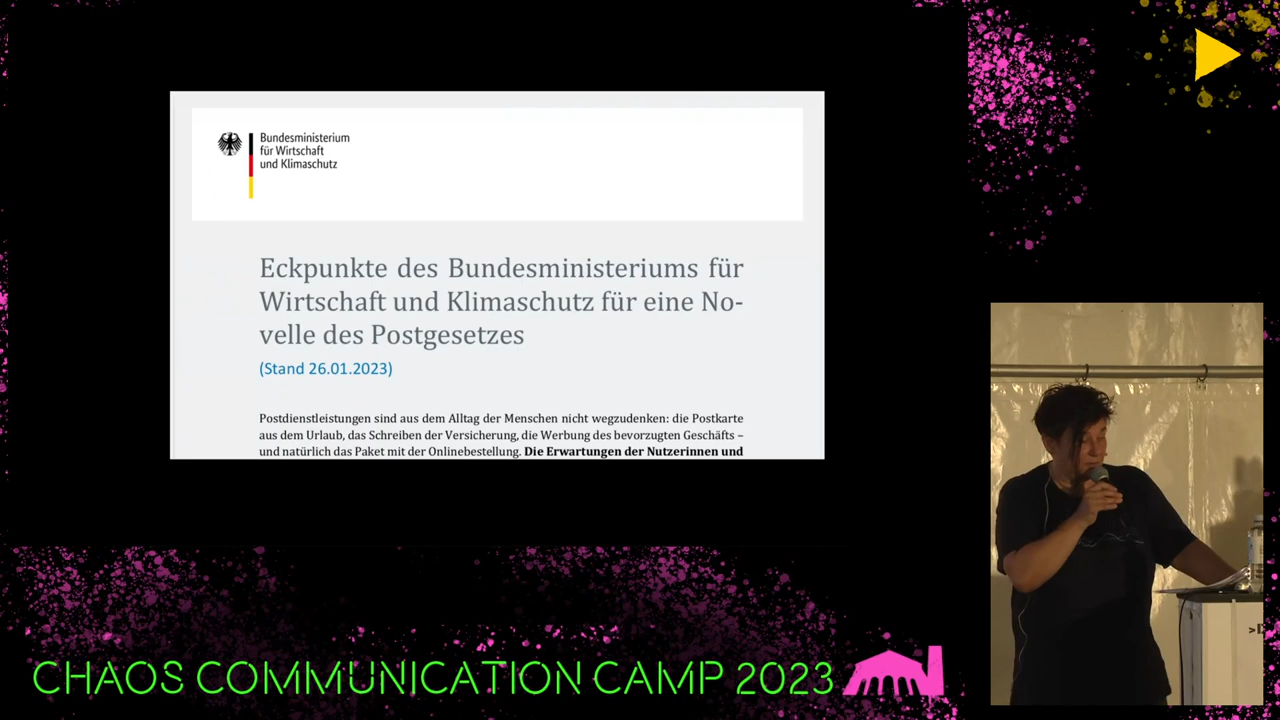 Bundesministerium
für Wirtschaft
und Klimaschutz
Eckpunkte des Bundesministeriums für
Wirtschaft und Klimaschutz für eine No-
velle des Postgesetzes
(Stand 26.01.2023)
Postdienstleistungen sind aus dem Alltag der Menschen nicht wegzudenken: die Postkarte
aus dem Urlaub, das Schreiben der Versicherung, die Werbung des bevorzugten Geschäfts –
und natürlich das Paket mit der Onlinebestellung. Die Erwartungen der Nutzerinnen und
CHAOS COMMUNICATION CAMP 2023